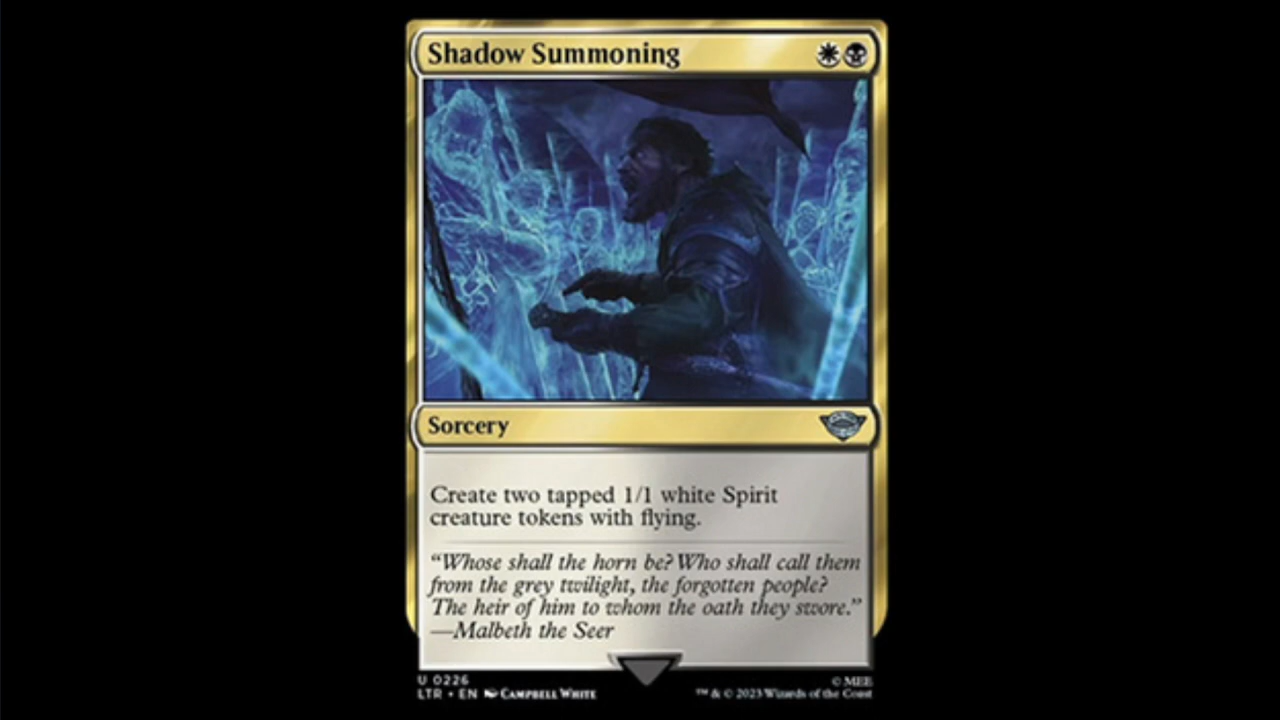 Shadow Summoning
Sorcery
Create two tapped 1/1 white Spirit
creature tokens with flying.
“Whose shall the horn be? Who shall call them
from the grey twilight, the forgotten people?
The heir of him to whom the oath they swore.”
—Malbeth the Seer
U 0226
LTR • EN CAMPBELL WHITE
© MEE
™ & © 2023 Wizards of the Coast